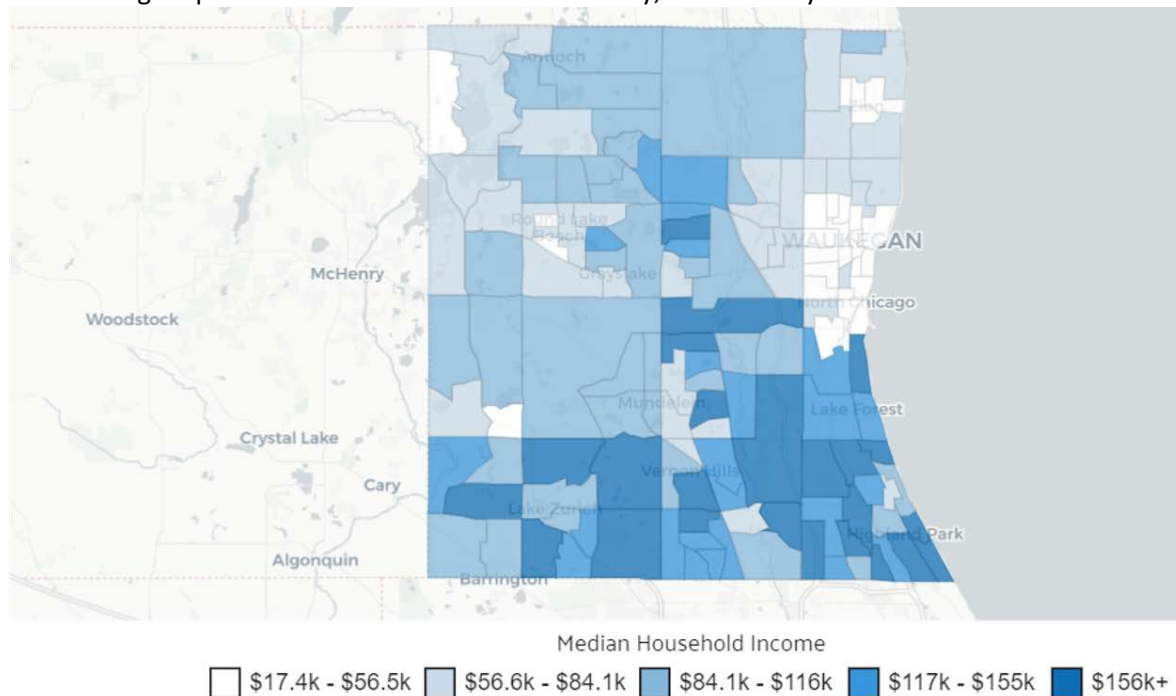 Antioch
Zion
Round Lake
Beach
WAUKEGAN
McHenry
Grayslake
North Chicago
Woodstock
Mundelein
Lake Forest
Crystal Lake
Vernon Hills
Cary
Lake Zurich
Highland Park
Algonquin
Barrington
Median Household Income
$17.4k - $56.5k $56.6k - $84.1k $84.1k - $116k $117k - $155k $156k+